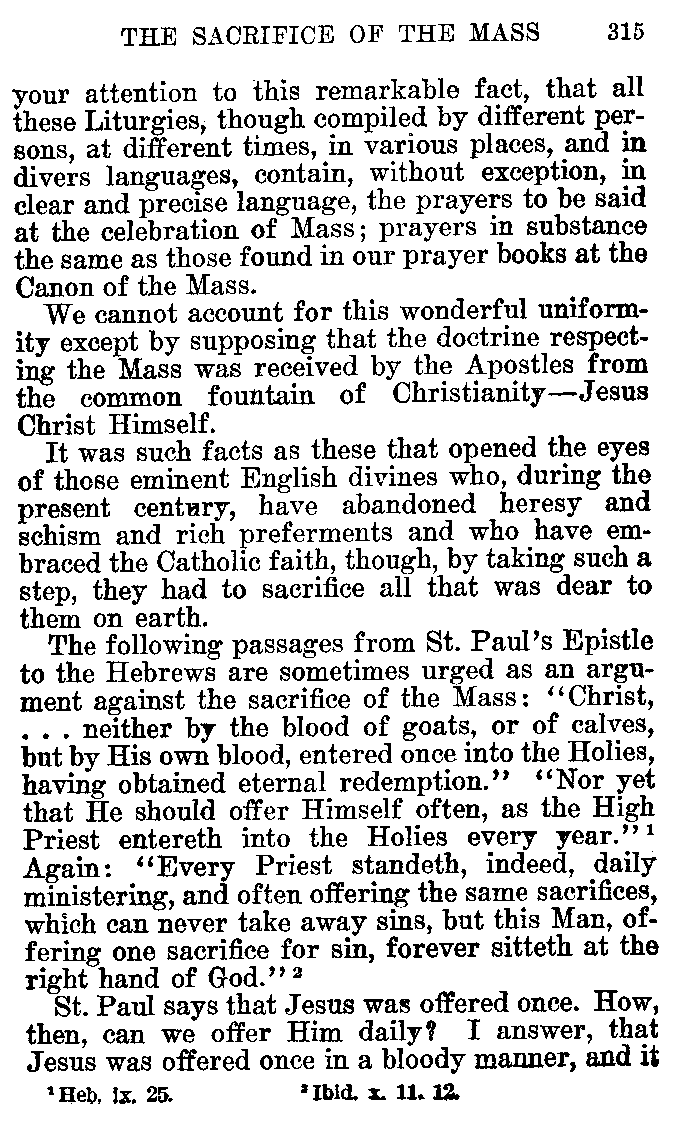 THE SACRIFICE OF THE MASS 315
your attention to this remarkable fact, that all
these Liturgies, though compiled by different per-
sons, at different times, in various places, and in
divers languages, contain, without exception, in
clear and precise language, the prayers to be said
at the celebration of Mass; prayers in substance
the same as those found in our prayer books at the
Canon of the Mass.
We cannot account for this wonderful uniform-
ity except by supposing that the doctrine respect-
ing the Mass was received by the Apostles from
the common fountain of Christianity—Jesus
Christ Himself.
It was such facts as these that opened the eyes
of those eminent English divines who, during the
present century, have abandoned heresy and
schism and rich preferments and who have em-
braced the Catholic faith, though, by taking such a
step, they had to sacrifice all that was dear to
them on earth.
The following passages from St. Paul's Epistle
to the Hebrews are sometimes urged as an argu-
ment against the sacrifice of the Mass: "Christ,
. . . neither by the blood of goats, or of calves,
but by His own blood, entered once into the Holies,
having obtained eternal redemption." "Nor yet
that He should offer Himself often, as the High
Priest entereth into the Holies every year."¹
Again: "Every Priest standeth, indeed, daily
ministering, and often offering the same sacrifices,
which can never take away sins, but this Man, of-
fering one sacrifice for sin, forever sitteth at the
right hand of God."²
St. Paul says that Jesus was offered once. How,
then, can we offer Him daily? I answer, that
Jesus was offered once in a bloody manner, and it
¹ Heb. ix. 25. ² Ibid. x. 11. 12.